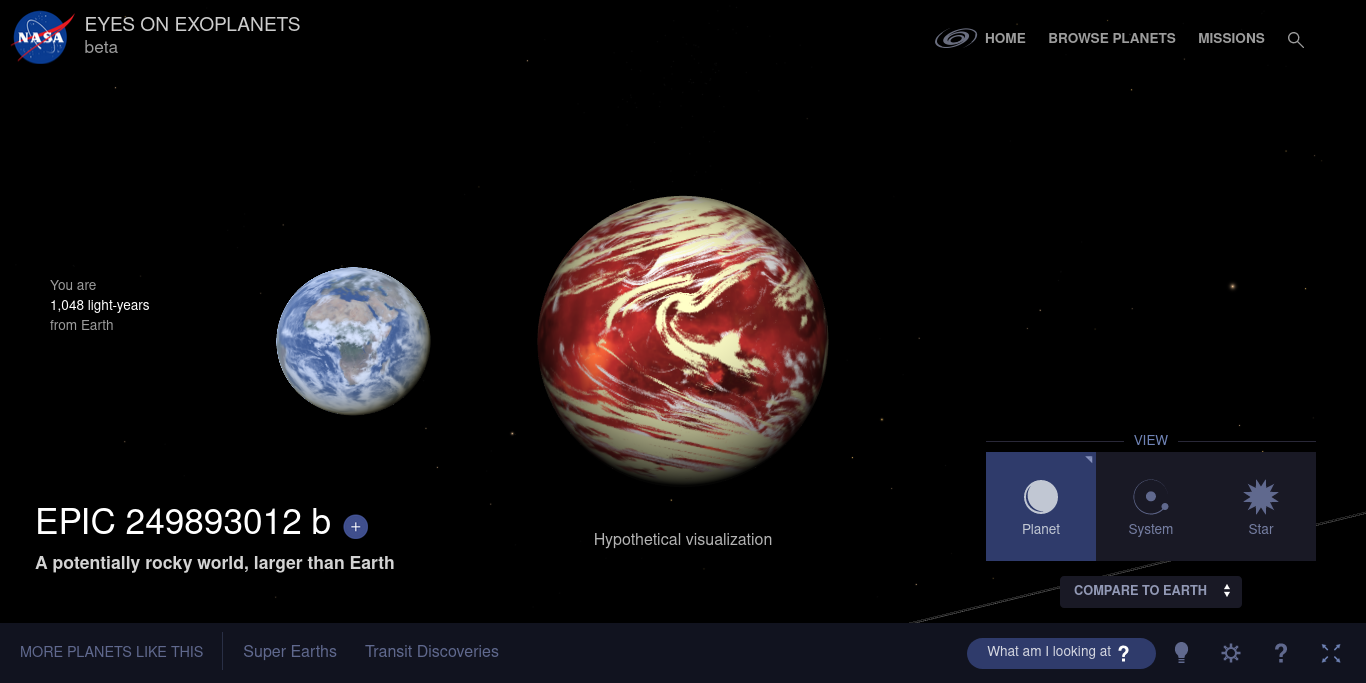 NASA
EYES ON EXOPLANETS
beta
HOME
BROWSE PLANETS
MISSIONS
You are
1,048 light-years
from Earth
EPIC 249893012 b +
A potentially rocky world, larger than Earth
Hypothetical visualization
VIEW
Planet
System
Star
COMPARE TO EARTH
MORE PLANETS LIKE THIS
Super Earths
Transit Discoveries
What am I looking at ?
?